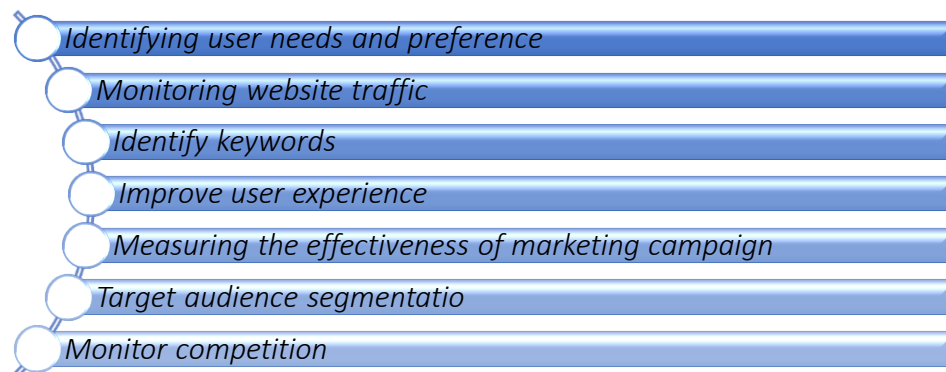 Identifying user needs and preference
Monitoring website traffic
Identify keywords
Improve user experience
Measuring the effectiveness of marketing campaign
Target audience segmentatio
Monitor competition